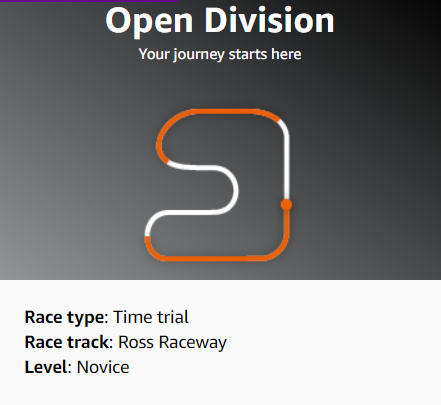 Open Division
Your journey starts here
Race type: Time trial
Race track: Ross Raceway
Level: Novice